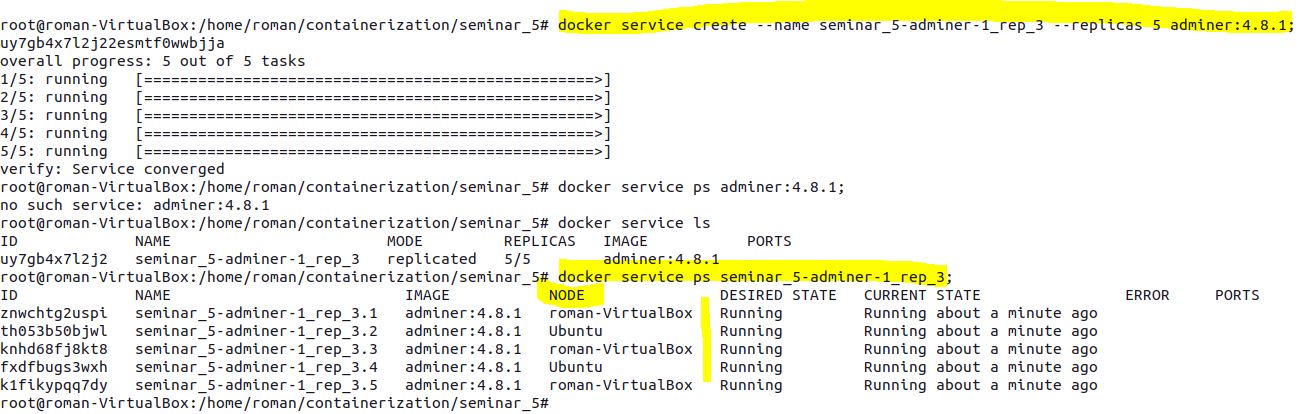 root@roman-VirtualBox:/home/roman/containerization/seminar_5# docker service create --name seminar_5-adminer-1_rep_3 --replicas 5 adminer:4.8.1;
uy7gb4x7l2j22esmtf0wwbjja
overall progress: 5 out of 5 tasks
1/5: running   [==================================================>]
2/5: running   [==================================================>]
3/5: running   [==================================================>]
4/5: running   [==================================================>]
5/5: running   [==================================================>]
verify: Service converged
root@roman-VirtualBox:/home/roman/containerization/seminar_5# docker service ps adminer:4.8.1;
no such service: adminer:4.8.1
root@roman-VirtualBox:/home/roman/containerization/seminar_5# docker service ls
ID             NAME                        MODE         REPLICAS   IMAGE           PORTS
uy7gb4x7l2j2   seminar_5-adminer-1_rep_3   replicated   5/5        adminer:4.8.1
root@roman-VirtualBox:/home/roman/containerization/seminar_5# docker service ps seminar_5-adminer-1_rep_3;
ID             NAME                          IMAGE           NODE               DESIRED STATE   CURRENT STATE                ERROR     PORTS
znwchtg2uspi   seminar_5-adminer-1_rep_3.1   adminer:4.8.1   roman-VirtualBox   Running         Running about a minute ago
th053b50bjwl   seminar_5-adminer-1_rep_3.2   adminer:4.8.1   Ubuntu             Running         Running about a minute ago
knhd68fj8kt8   seminar_5-adminer-1_rep_3.3   adminer:4.8.1   roman-VirtualBox   Running         Running about a minute ago
fxdfbugs3wxh   seminar_5-adminer-1_rep_3.4   adminer:4.8.1   Ubuntu             Running         Running about a minute ago
k1fikypqq7dy   seminar_5-adminer-1_rep_3.5   adminer:4.8.1   roman-VirtualBox   Running         Running about a minute ago
root@roman-VirtualBox:/home/roman/containerization/seminar_5#